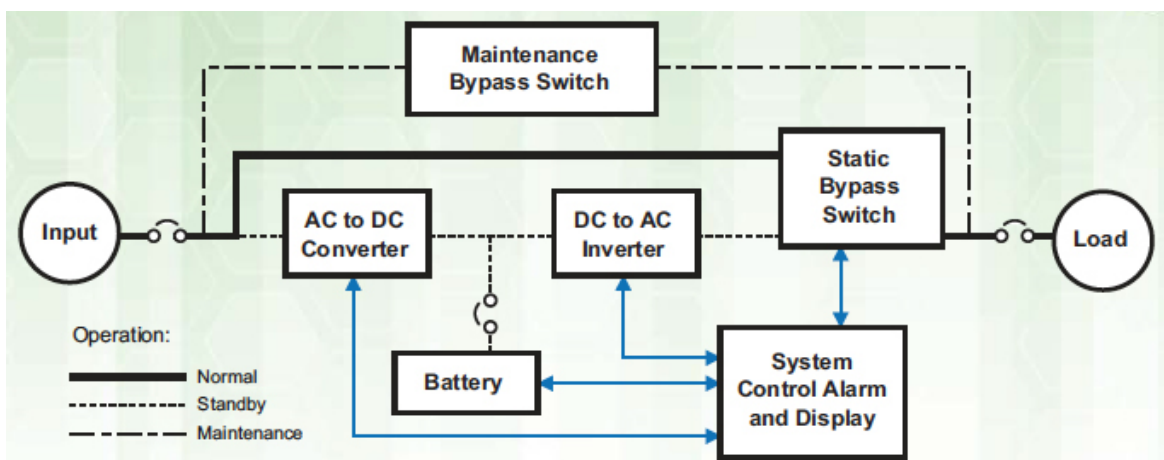 Maintenance
Bypass Switch
Static
Bypass
Switch
Input
AC to DC
Converter
DC to AC
Inverter
Load
Operation:
Normal
Standby
Maintenance
Battery
System
Control Alarm
and Display